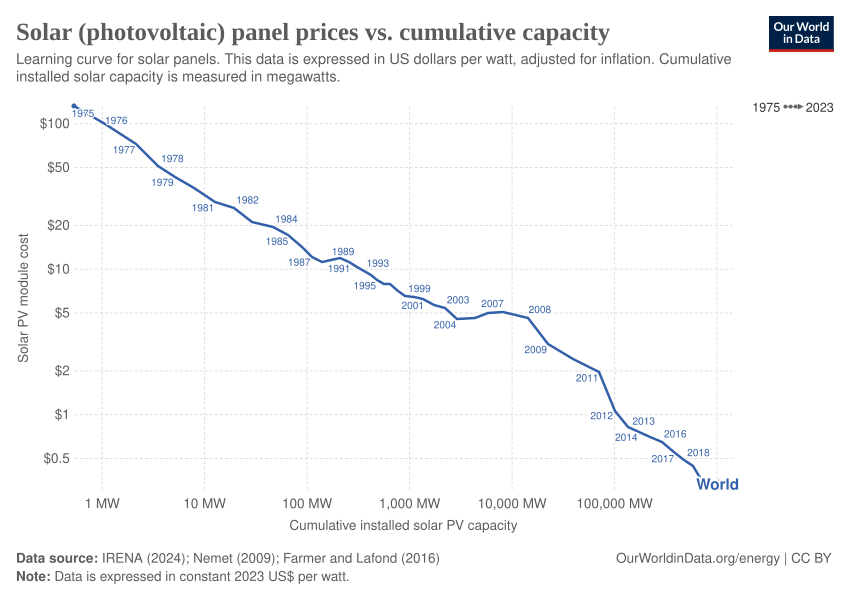 Solar (photovoltaic) panel prices vs. cumulative capacity
Our World
in Data
Learning curve for solar panels. This data is expressed in US dollars per watt, adjusted for inflation. Cumulative
installed solar capacity is measured in megawatts.
1975 2023
$100
$50
$20
$10
$5
$2
$1
$0.5
Solar PV module cost
1975
1976
1977
1978
1979
1981
1982
1984
1985
1987
1989
1991
1993
1995
1999
2001
2003
2004
2007
2008
2009
2011
2012
2013
2014
2016
2017
2018
World
1 MW
10 MW
100 MW
1,000 MW
10,000 MW
100,000 MW
Cumulative installed solar PV capacity
Data source: IRENA (2024); Nemet (2009); Farmer and Lafond (2016)
OurWorldinData.org/energy | CC BY
Note: Data is expressed in constant 2023 US$ per watt.